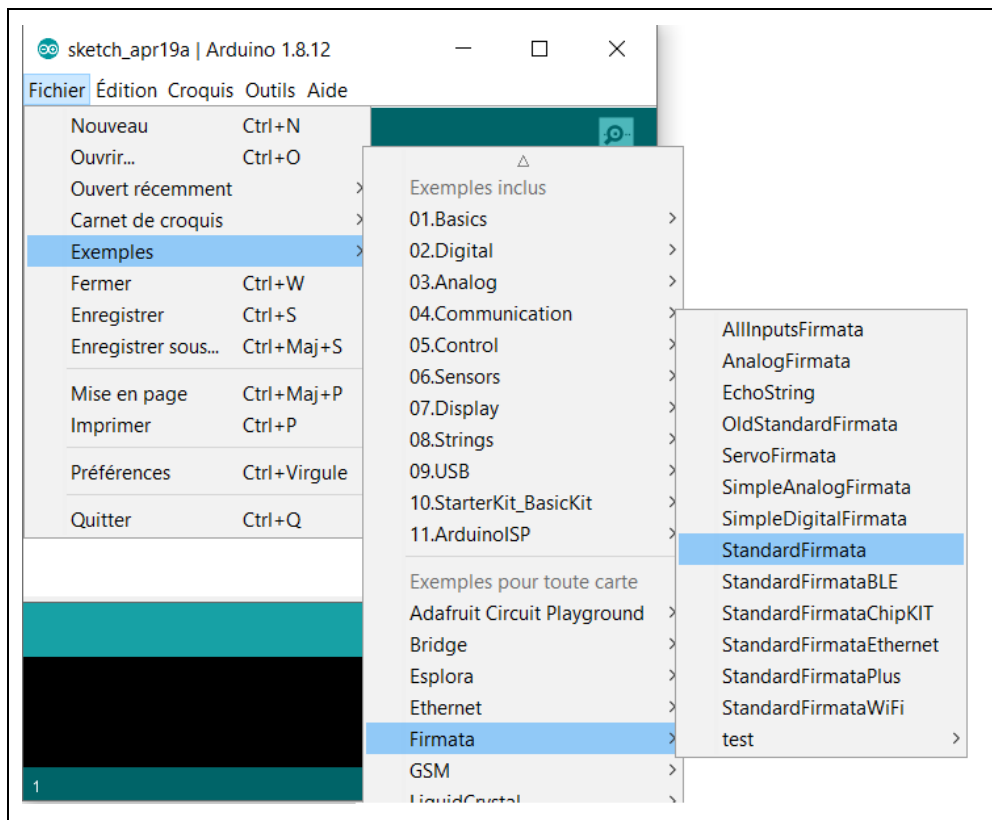 sketch_apr19a | Arduino 1.8.12
Fichier Édition Croquis Outils Aide
Nouveau Ctrl+N
Ouvrir... Ctrl+O
Ouvert récemment
Carnet de croquis
Exemples
Fermer Ctrl+W
Enregistrer Ctrl+S
Enregistrer sous... Ctrl+Maj+S
Mise en page Ctrl+Maj+P
Imprimer Ctrl+P
Préférences Ctrl+Virgule
Quitter Ctrl+Q
Exemples inclus
01.Basics
02.Digital
03.Analog
04.Communication
05.Control
06.Sensors
07.Display
08.Strings
09.USB
10.StarterKit_BasicKit
11.ArduinoISP
Exemples pour toute carte
Adafruit Circuit Playground
Bridge
Esplora
Ethernet
Firmata
GSM
LiquidCrystal
AllInputsFirmata
AnalogFirmata
EchoString
OldStandardFirmata
ServoFirmata
SimpleAnalogFirmata
SimpleDigitalFirmata
StandardFirmata
StandardFirmataBLE
StandardFirmataChipKIT
StandardFirmataEthernet
StandardFirmataPlus
StandardFirmataWiFi
test
1